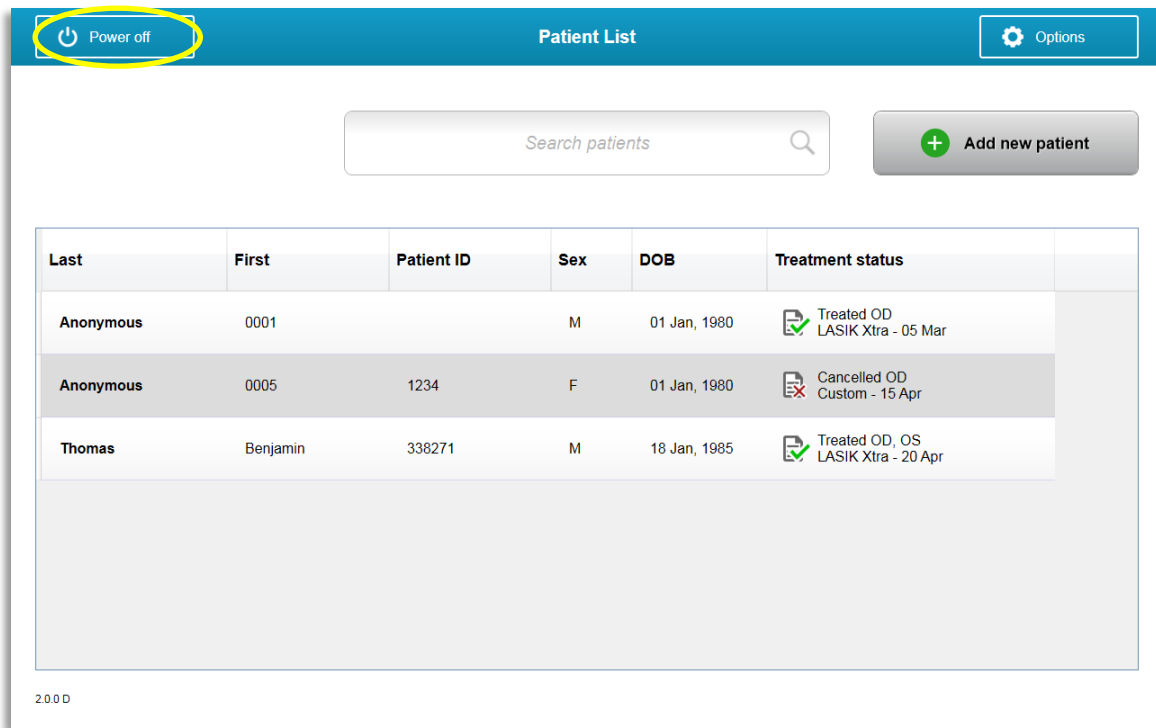 Power off
Patient List
Options
Search patients
Add new patient
Last First Patient ID Sex DOB Treatment status
Anonymous 0001 M 01 Jan, 1980 Treated OD
LASIK Xtra - 05 Mar
Anonymous 0005 1234 F 01 Jan, 1980 Cancelled OD
Custom - 15 Apr
Thomas Benjamin 338271 M 18 Jan, 1985 Treated OD, OS
LASIK Xtra - 20 Apr
2.0.0 D